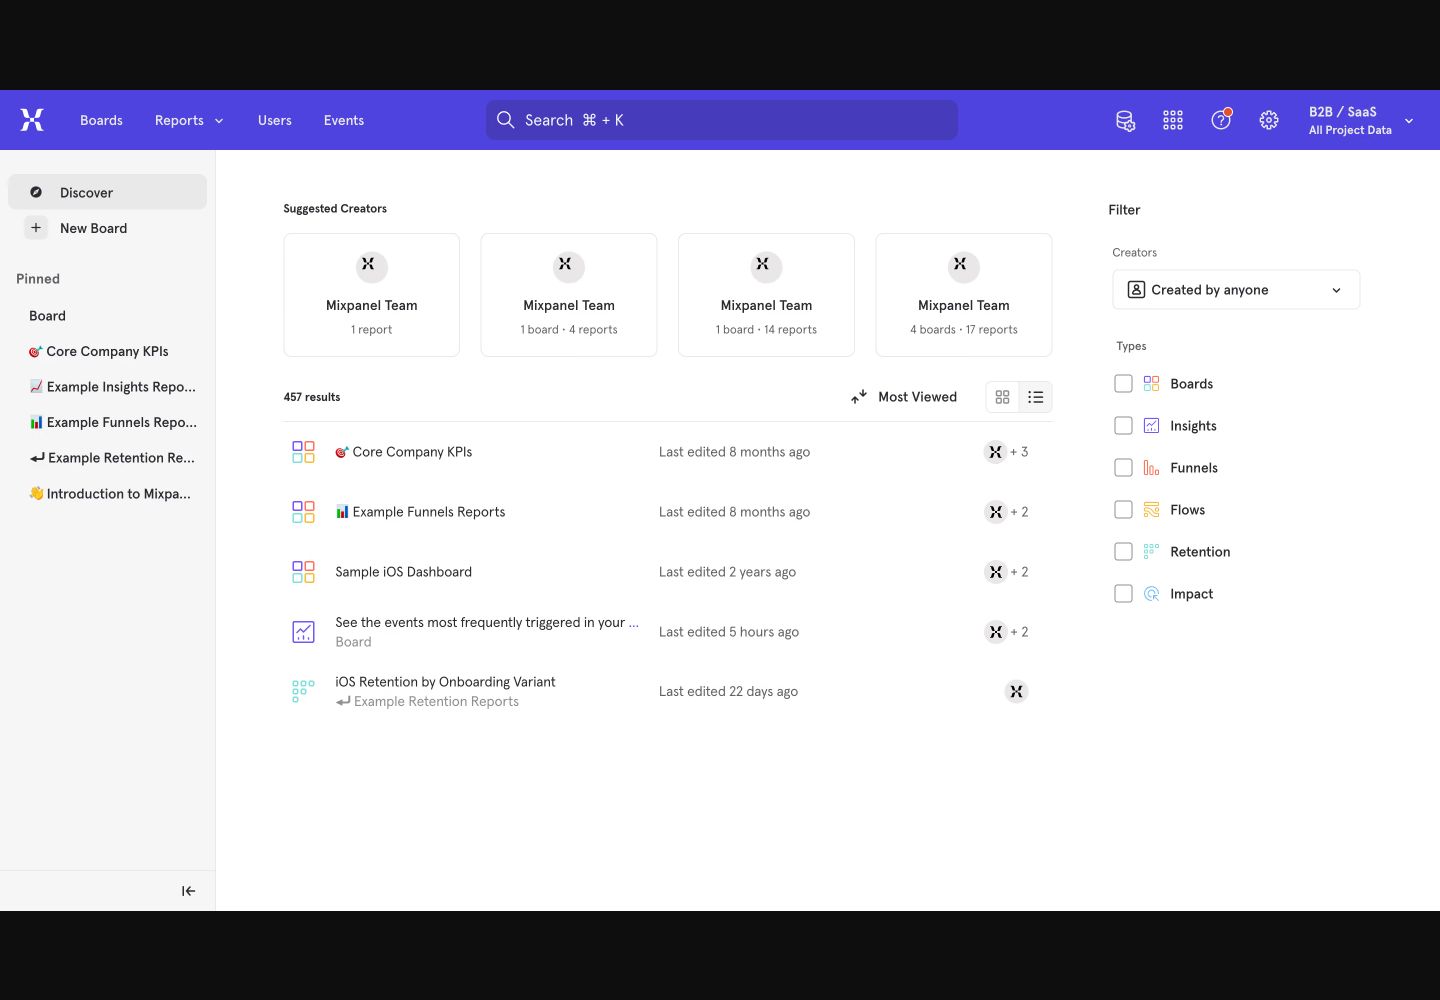 Boards
Reports
Users
Events
Search ⌘ + K
B2B / SaaS
All Project Data
Discover
New Board
Pinned
Board
Core Company KPIs
Example Insights Repo...
Example Funnels Repo...
Example Retention Re...
Introduction to Mixpa...
Suggested Creators
Mixpanel Team
1 report
Mixpanel Team
1 board · 4 reports
Mixpanel Team
1 board · 14 reports
Mixpanel Team
4 boards · 17 reports
457 results
Most Viewed
Core Company KPIs Last edited 8 months ago + 3
Example Funnels Reports Last edited 8 months ago + 2
Sample iOS Dashboard Last edited 2 years ago + 2
See the events most frequently triggered in your ... Last edited 5 hours ago + 2
Board
iOS Retention by Onboarding Variant Last edited 22 days ago
Example Retention Reports
Filter
Creators
Created by anyone
Types
Boards
Insights
Funnels
Flows
Retention
Impact